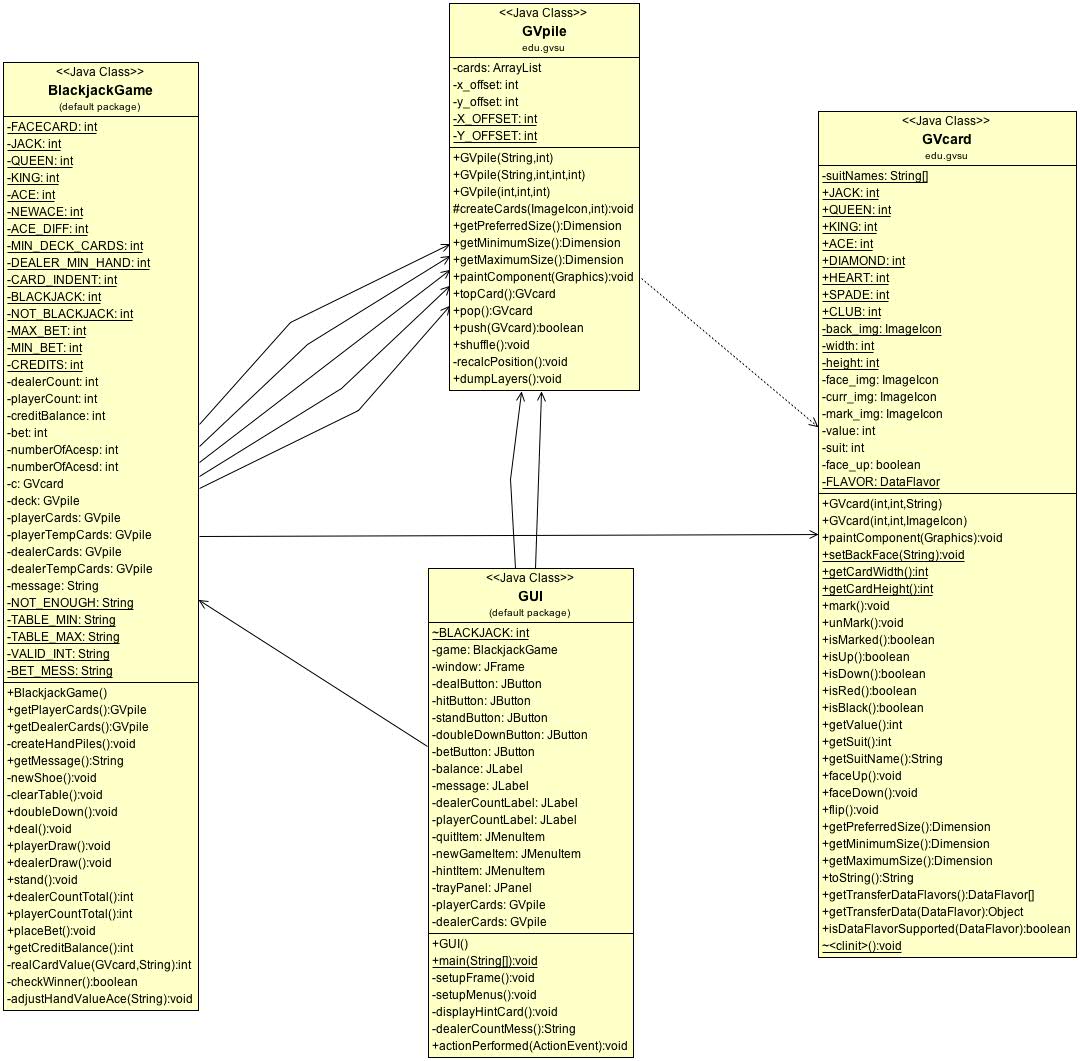 <<Java Class>>
BlackjackGame
(default package)
-FACECARD: int
-JACK: int
-QUEEN: int
-KING: int
-ACE: int
-NEWACE: int
-ACE_DIFF: int
-MIN_DECK_CARDS: int
-DEALER_MIN_HAND: int
-CARD_INDENT: int
-BLACKJACK: int
-NOT_BLACKJACK: int
-MAX_BET: int
-MIN_BET: int
-CREDITS: int
-dealerCount: int
-playerCount: int
-creditBalance: int
-bet: int
-numberOfAcesp: int
-numberOfAcesd: int
-c: GVcard
-deck: GVpile
-playerCards: GVpile
-playerTempCards: GVpile
-dealerCards: GVpile
-dealerTempCards: GVpile
-message: String
-NOT_ENOUGH: String
-TABLE_MIN: String
-TABLE_MAX: String
-VALID_INT: String
-BET_MESS: String
+BlackjackGame()
+getPlayerCards():GVpile
+getDealerCards():GVpile
-createHandPiles():void
+getMessage():String
-newShoe():void
-clearTable():void
+doubleDown():void
+deal():void
+playerDraw():void
+dealerDraw():void
+stand():void
+dealerCountTotal():int
+playerCountTotal():int
+placeBet():void
+getCreditBalance():int
-realCardValue(GVcard,String):int
-checkWinner():boolean
-adjustHandValueAce(String):void
<<Java Class>>
GVpile
edu.gvsu
-cards: ArrayList
-x_offset: int
-y_offset: int
-X_OFFSET: int
-Y_OFFSET: int
+GVpile(String,int)
+GVpile(String,int,int,int)
+GVpile(int,int,int)
#createCards(ImageIcon,int):void
+getPreferredSize():Dimension
+getMinimumSize():Dimension
+getMaximumSize():Dimension
+paintComponent(Graphics):void
+topCard():GVcard
+pop():GVcard
+push(GVcard):boolean
+shuffle():void
-recalcPosition():void
+dumpLayers():void
<<Java Class>>
GUI
(default package)
~BLACKJACK: int
-game: BlackjackGame
-window: JFrame
-dealButton: JButton
-hitButton: JButton
-standButton: JButton
-doubleDownButton: JButton
-betButton: JButton
-balance: JLabel
-message: JLabel
-dealerCountLabel: JLabel
-playerCountLabel: JLabel
-quitItem: JMenuItem
-newGameItem: JMenuItem
-hintItem: JMenuItem
-trayPanel: JPanel
-playerCards: GVpile
-dealerCards: GVpile
+GUI()
+main(String[]):void
-setupFrame():void
-setupMenus():void
-displayHintCard():void
-dealerCountMess():String
+actionPerformed(ActionEvent):void
<<Java Class>>
GVcard
edu.gvsu
-suitNames: String[]
+JACK: int
+QUEEN: int
+KING: int
+ACE: int
+DIAMOND: int
+HEART: int
+SPADE: int
+CLUB: int
-back_img: ImageIcon
-width: int
-height: int
-face_img: ImageIcon
-curr_img: ImageIcon
-mark_img: ImageIcon
-value: int
-suit: int
-face_up: boolean
-FLAVOR: DataFlavor
+GVcard(int,int,String)
+GVcard(int,int,ImageIcon)
+paintComponent(Graphics):void
+setBackFace(String):void
+getCardWidth():int
+getCardHeight():int
+mark():void
+unMark():void
+isMarked():boolean
+isUp():boolean
+isDown():boolean
+isRed():boolean
+isBlack():boolean
+getValue():int
+getSuit():int
+getSuitName():String
+faceUp():void
+faceDown():void
+flip():void
+getPreferredSize():Dimension
+getMinimumSize():Dimension
+getMaximumSize():Dimension
+toString():String
+getTransferDataFlavors():DataFlavor[]
+getTransferData(DataFlavor):Object
+isDataFlavorSupported(DataFlavor):boolean
~<clinit>():void